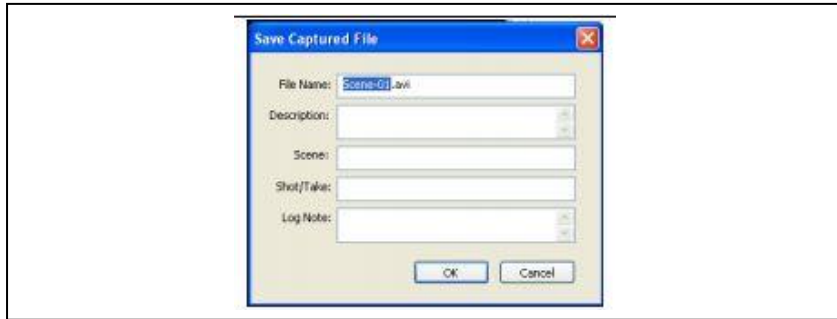 Save Captured File
File Name: Scene-01.avi
Description:
Scene:
Shot/Take:
Log Note:
OK Cancel